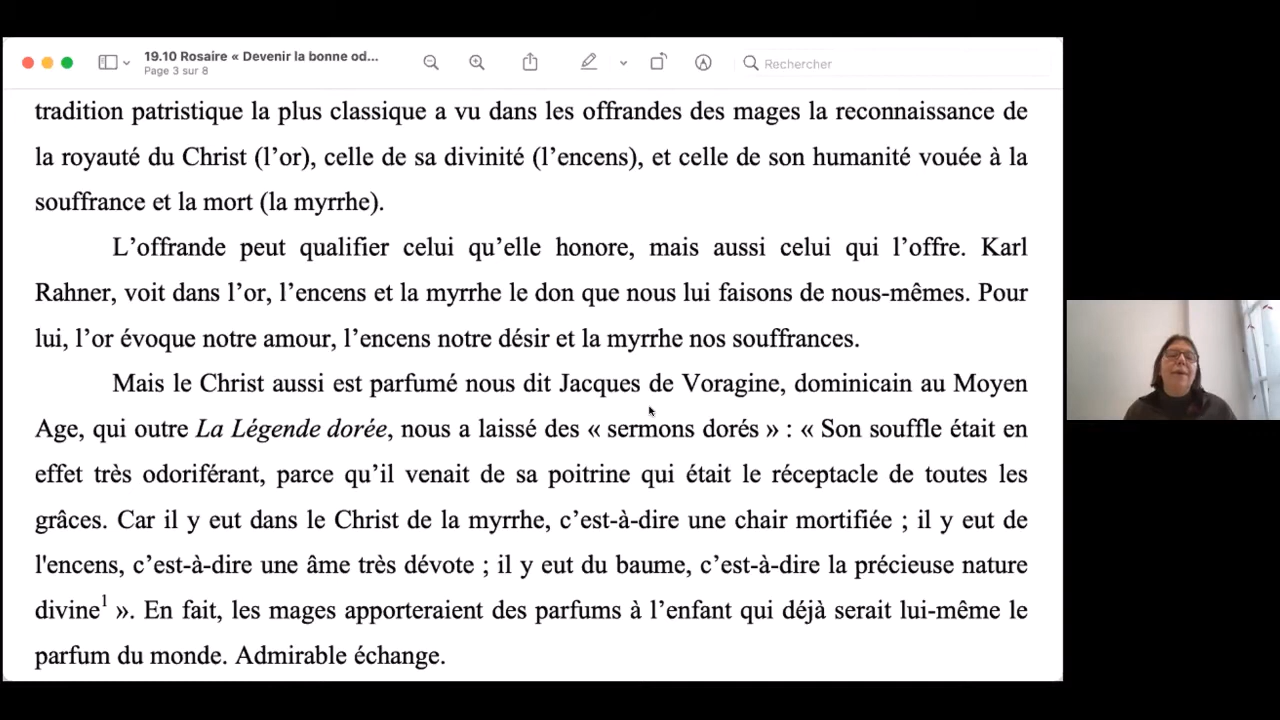 19.10 Rosaire « Devenir la bonne od...
Page 3 sur 8
Rechercher
tradition patristique la plus classique a vu dans les offrandes des mages la reconnaissance de
la royauté du Christ (l’or), celle de sa divinité (l’encens), et celle de son humanité vouée à la
souffrance et la mort (la myrrhe).
L’offrande peut qualifier celui qu’elle honore, mais aussi celui qui l’offre. Karl
Rahner, voit dans l’or, l’encens et la myrrhe le don que nous lui faisons de nous-mêmes. Pour
lui, l’or évoque notre amour, l’encens notre désir et la myrrhe nos souffrances.
Mais le Christ aussi est parfumé nous dit Jacques de Voragine, dominicain au Moyen
Age, qui outre La Légende dorée, nous a laissé des « sermons dorés » : « Son souffle était en
effet très odoriférant, parce qu’il venait de sa poitrine qui était le réceptacle de toutes les
grâces. Car il y eut dans le Christ de la myrrhe, c’est-à-dire une chair mortifiée ; il y eut de
l'encens, c’est-à-dire une âme très dévote ; il y eut du baume, c’est-à-dire la précieuse nature
divine1 ». En fait, les mages apporteraient des parfums à l’enfant qui déjà serait lui-même le
parfum du monde. Admirable échange.